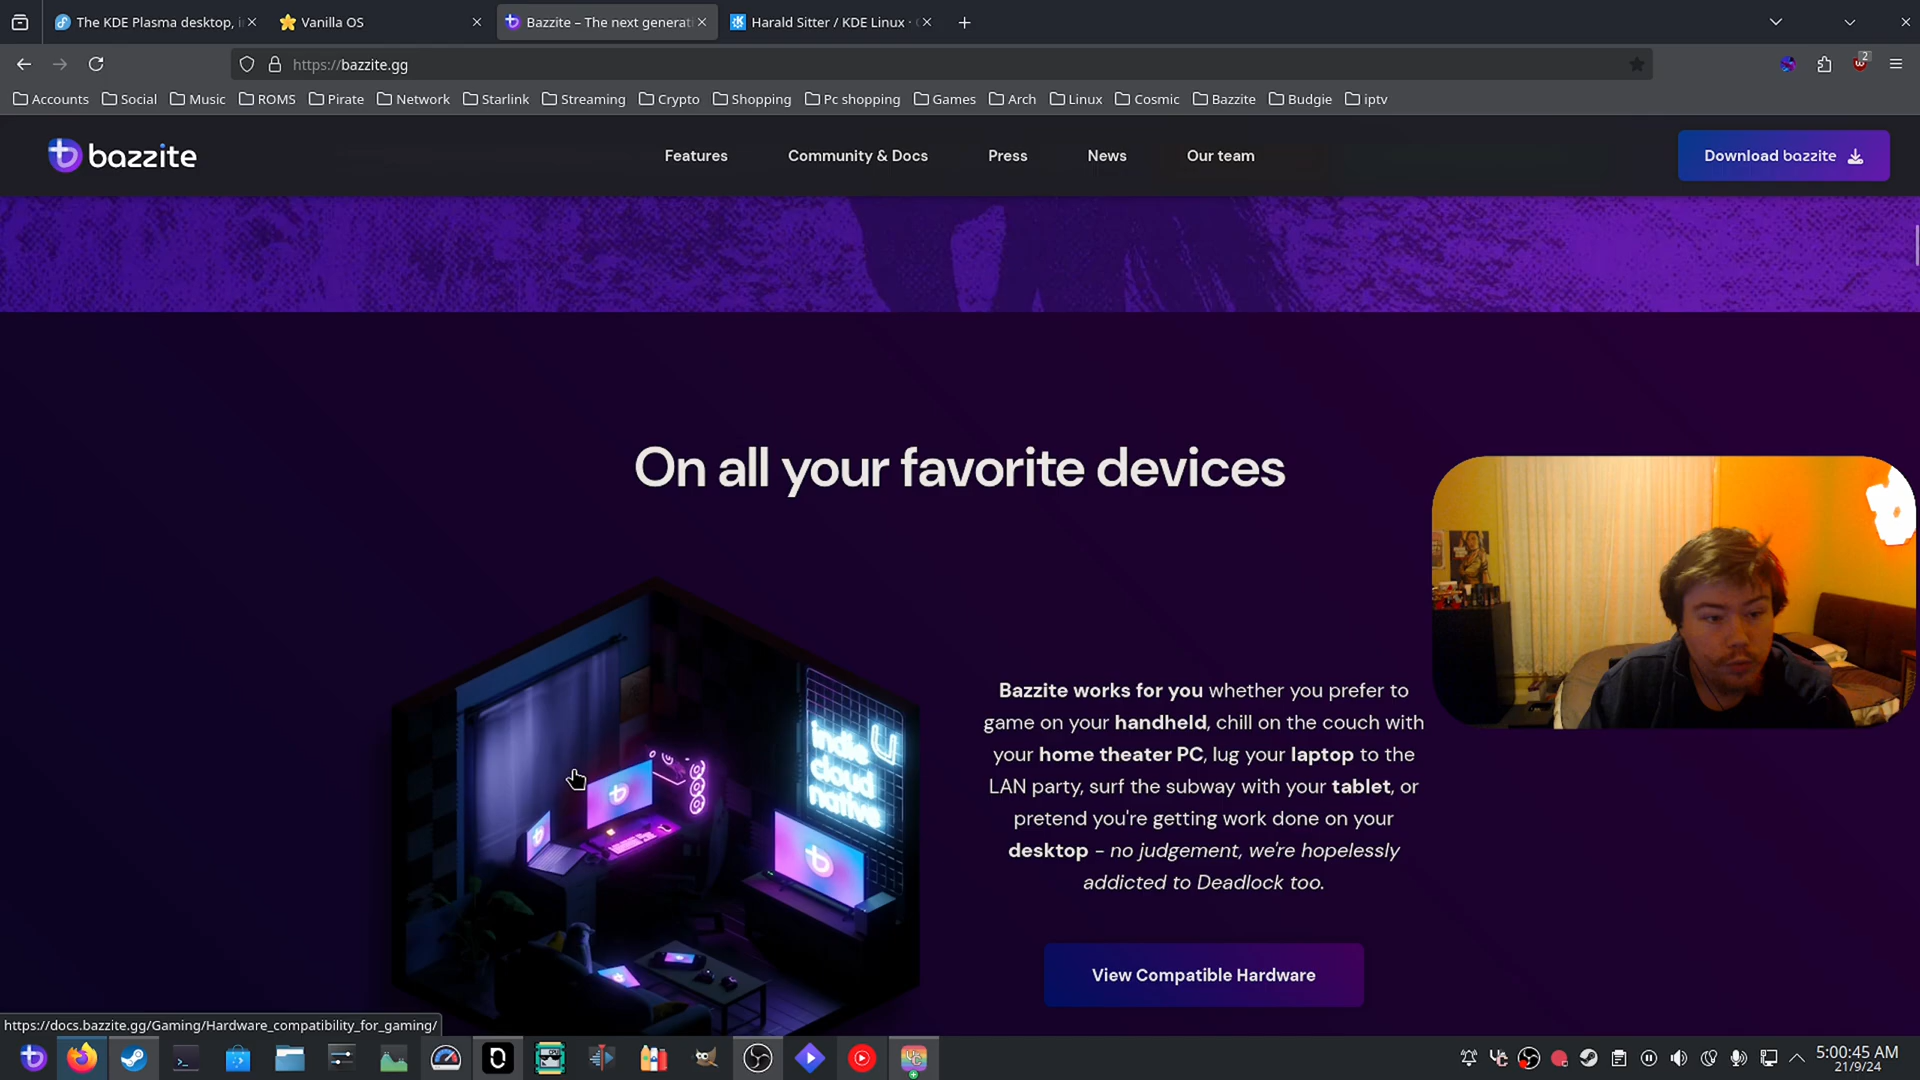 The KDE Plasma desktop, i
Vanilla OS
Bazzite – The next generat
Harald Sitter / KDE Linux ·
https://bazzite.gg
2
Accounts
Social
Music
ROMS
Pirate
Network
Starlink
Streaming
Crypto
Shopping
Pc shopping
Games
Arch
Linux
Cosmic
Bazzite
Budgie
iptv
bazzite
Features
Community & Docs
Press
News
Our team
Download bazzite
On all your favorite devices
indie
cloud
native
Bazzite works for you whether you prefer to
game on your handheld, chill on the couch with
your home theater PC, lug your laptop to the
LAN party, surf the subway with your tablet, or
pretend you're getting work done on your
desktop - no judgement, we're hopelessly
addicted to Deadlock too.
View Compatible Hardware
https://docs.bazzite.gg/Gaming/Hardware_compatibility_for_gaming/
5:00:45 AM
21/9/24